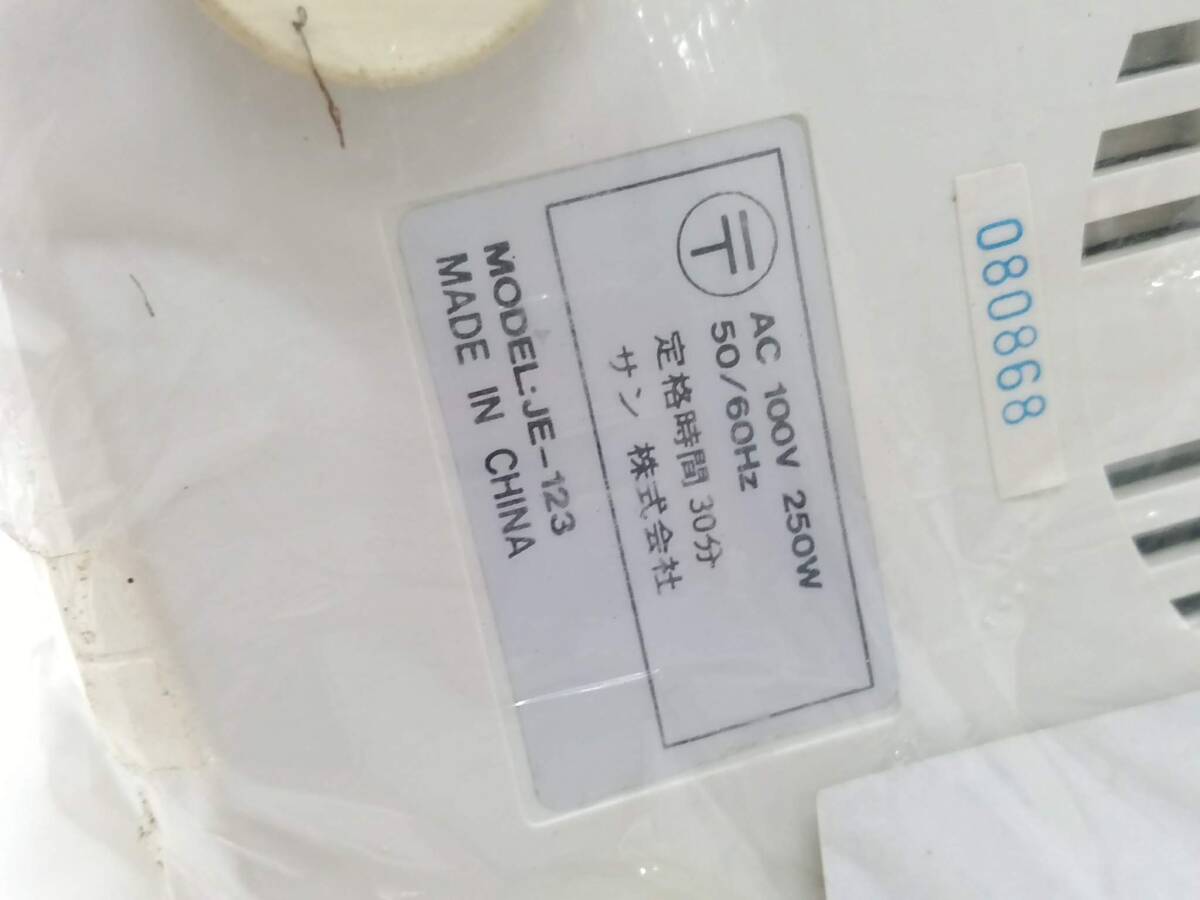 〒
AC 100V 250W
50/60Hz
定格時間 30分
サン 株式会社
MODEL:JE-123
MADE IN CHINA
080868